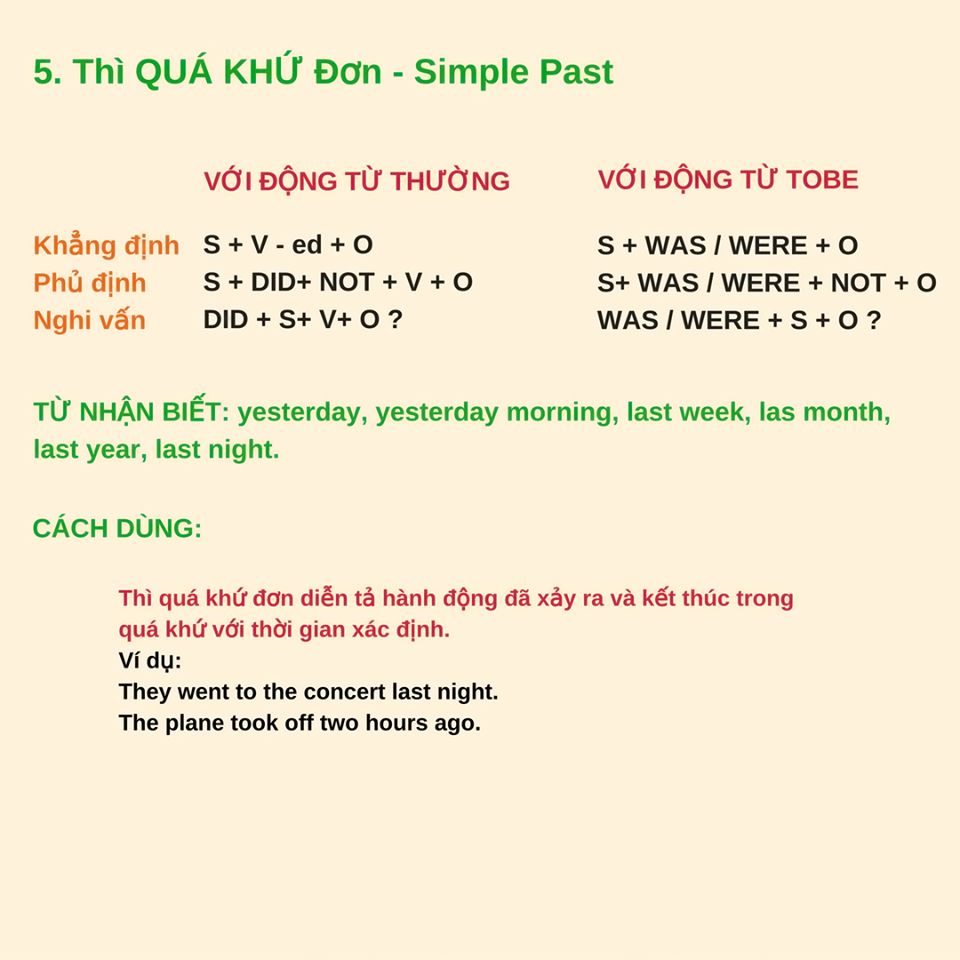 5. Thì QUÁ KHỨ Đơn - Simple Past
VỚI ĐỘNG TỪ THƯỜNG VỚI ĐỘNG TỪ TOBE
Khẳng định S + V - ed + O S + WAS / WERE + O
Phủ định S + DID+ NOT + V + O S+ WAS / WERE + NOT + O
Nghi vấn DID + S+ V+ O ? WAS / WERE + S + O ?
TỪ NHẬN BIẾT: yesterday, yesterday morning, last week, las month,
last year, last night.
CÁCH DÙNG:
Thì quá khứ đơn diễn tả hành động đã xảy ra và kết thúc trong
quá khứ với thời gian xác định.
Ví dụ:
They went to the concert last night.
The plane took off two hours ago.